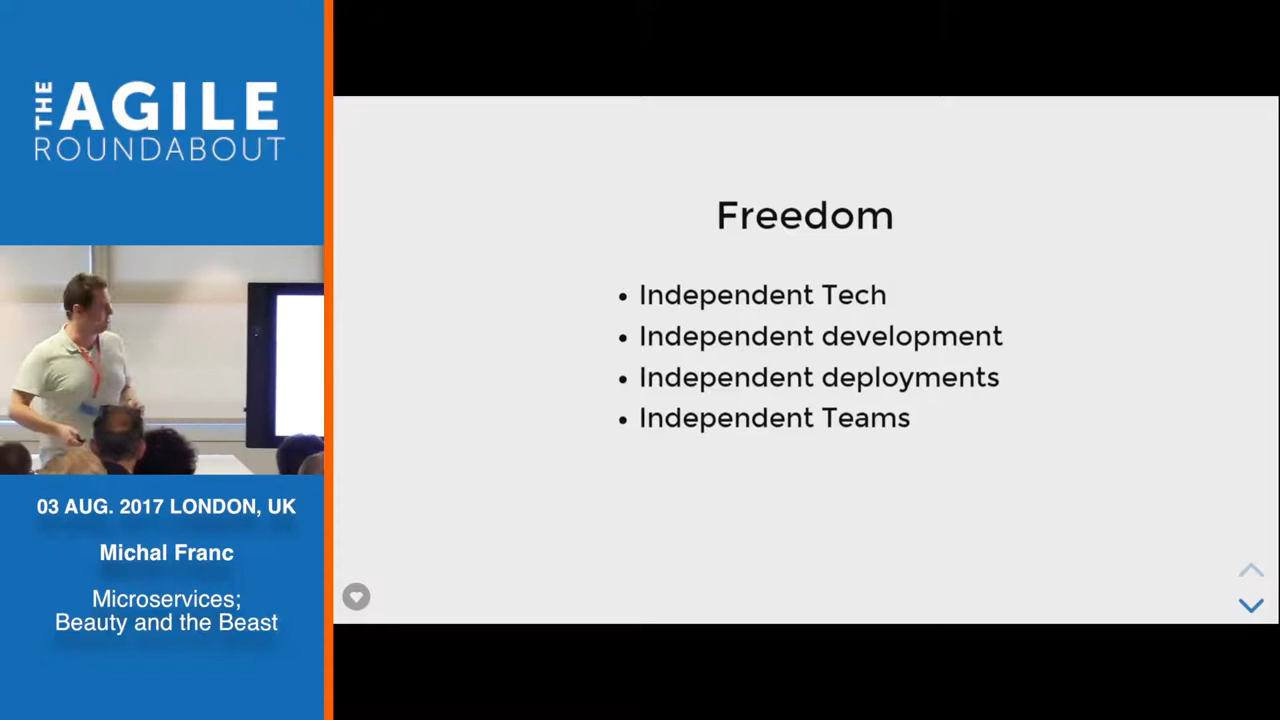 THE AGILE
ROUNDABOUT
03 AUG. 2017 LONDON, UK
Michal Franc
Microservices;
Beauty and the Beast
Freedom
• Independent Tech
• Independent development
• Independent deployments
• Independent Teams